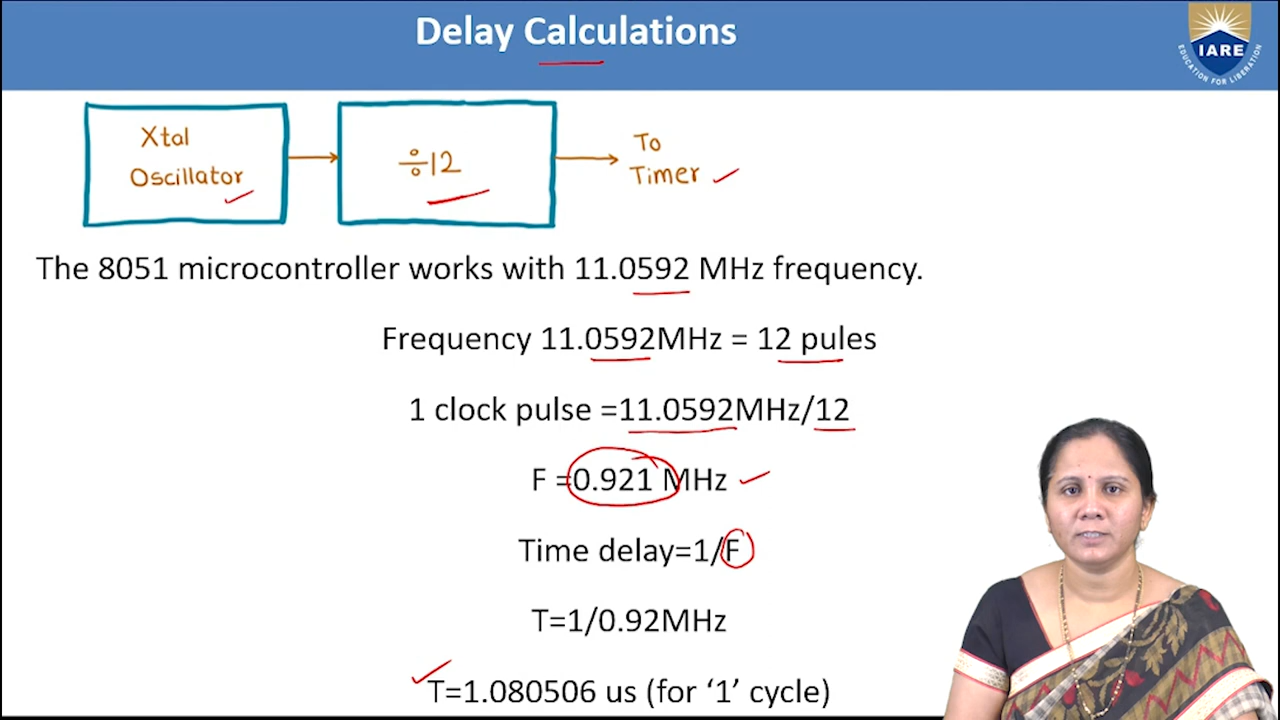 Delay Calculations
IARE
EDUCATION FOR LIBERATION
Xtal
Oscillator
÷12
To
Timer
The 8051 microcontroller works with 11.0592 MHz frequency.
Frequency 11.0592MHz = 12 pules
1 clock pulse =11.0592MHz/12
F =0.921 MHz
Time delay=1/F
T=1/0.92MHz
T=1.080506 us (for ‘1’ cycle)